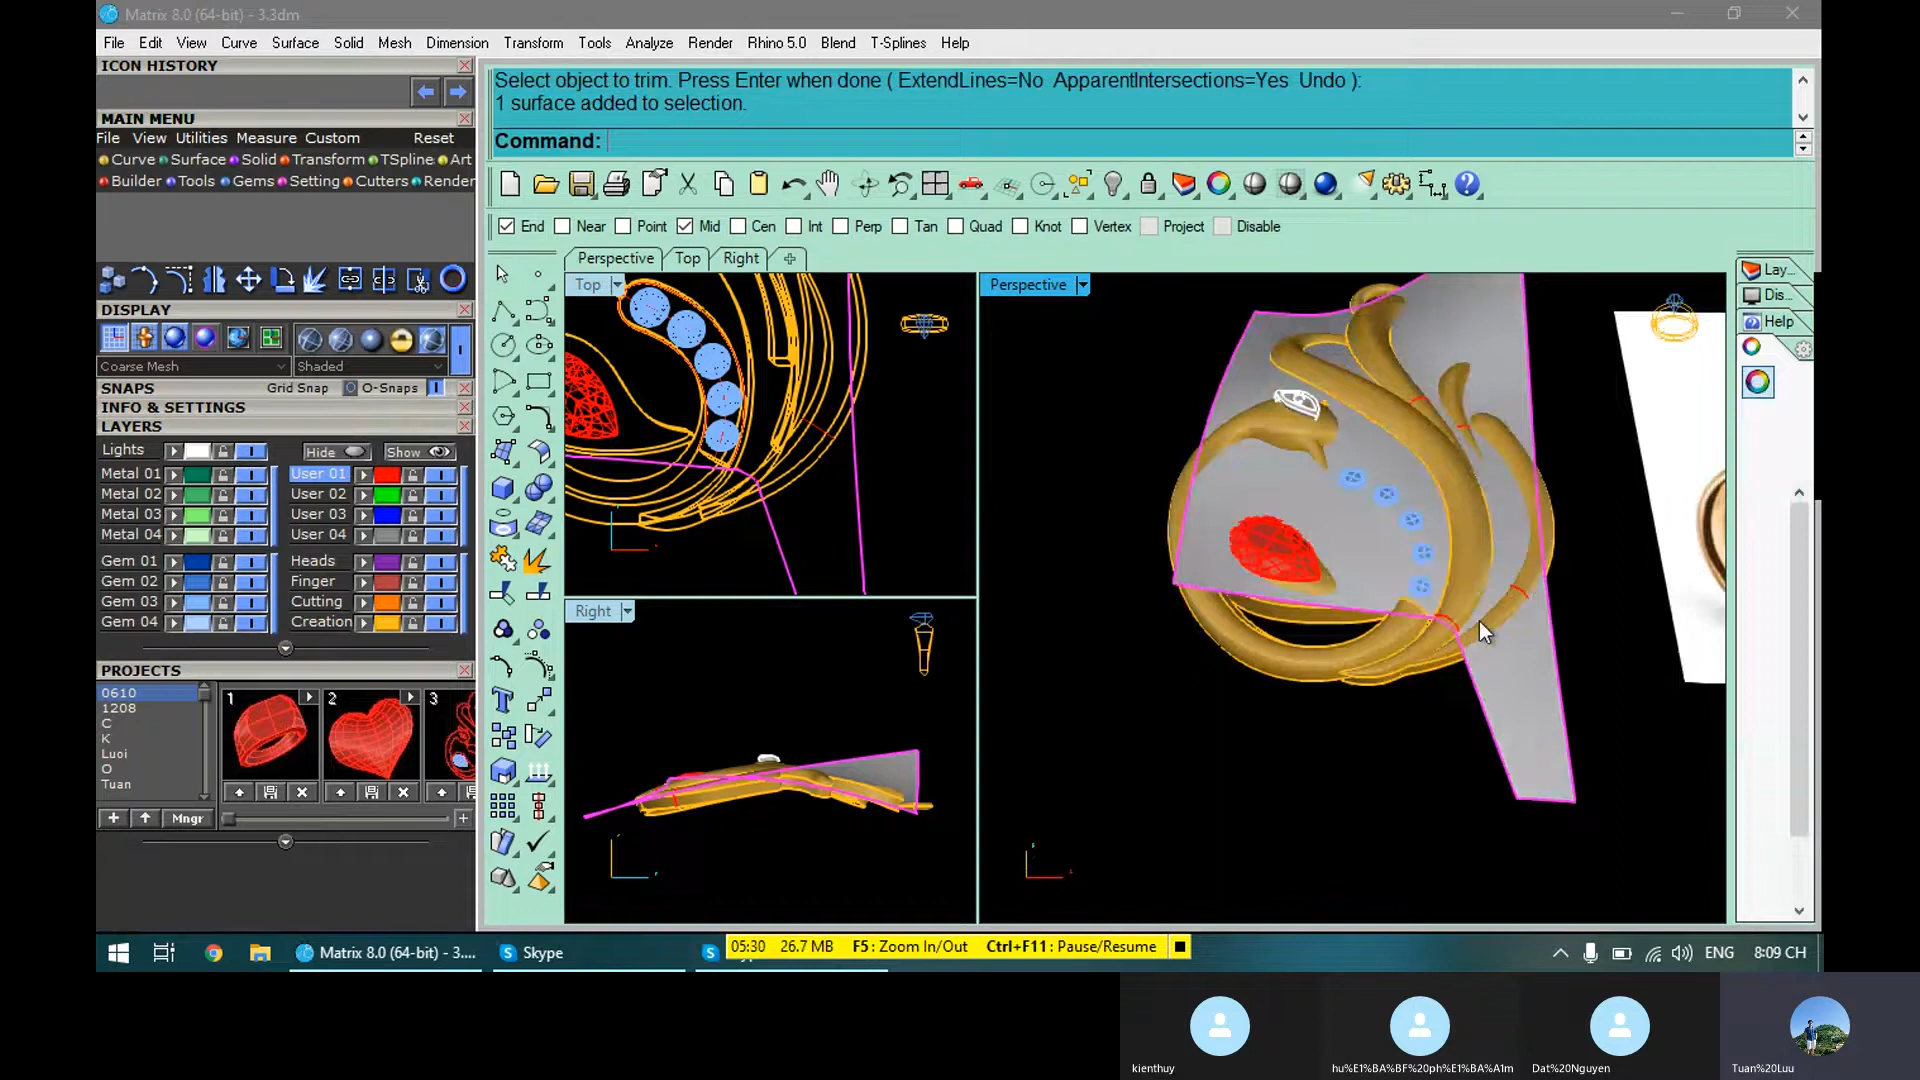 Matrix 8.0 (64-bit) - 3.3dm
File Edit View Curve Surface Solid Mesh Dimension Transform Tools Analyze Render Rhino 5.0 Blend T-Splines Help
ICON HISTORY
MAIN MENU
File View Utilities Measure Custom Reset
Curve Surface Solid Transform TSpline Art
Builder Tools Gems Setting Cutters Render
DISPLAY
Coarse Mesh Shaded
SNAPS Grid Snap O-Snaps
INFO & SETTINGS
LAYERS
Lights Hide Show
Metal 01 User 01
Metal 02 User 02
Metal 03 User 03
Metal 04 User 04
Gem 01 Heads
Gem 02 Finger
Gem 03 Cutting
Gem 04 Creation
PROJECTS
0610
1208
C
K
Luoi
O
Tuan
1 2 3
Mngr
Select object to trim. Press Enter when done ( ExtendLines=No ApparentIntersections=Yes Undo ):
1 surface added to selection.
Command:
End Near Point Mid Cen Int Perp Tan Quad Knot Vertex Project Disable
Perspective Top Right
Top
Perspective
Right
Lay...
Dis...
Help
Matrix 8.0 (64-bit) - 3....
Skype
05:30 26.7 MB F5 : Zoom In/Out Ctrl+F11 : Pause/Resume
ENG 8:09 CH
kienthuy
hu%E1%BA%BF%20ph%E1%BA%A1m
Dat%20Nguyen
Tuan%20Luu